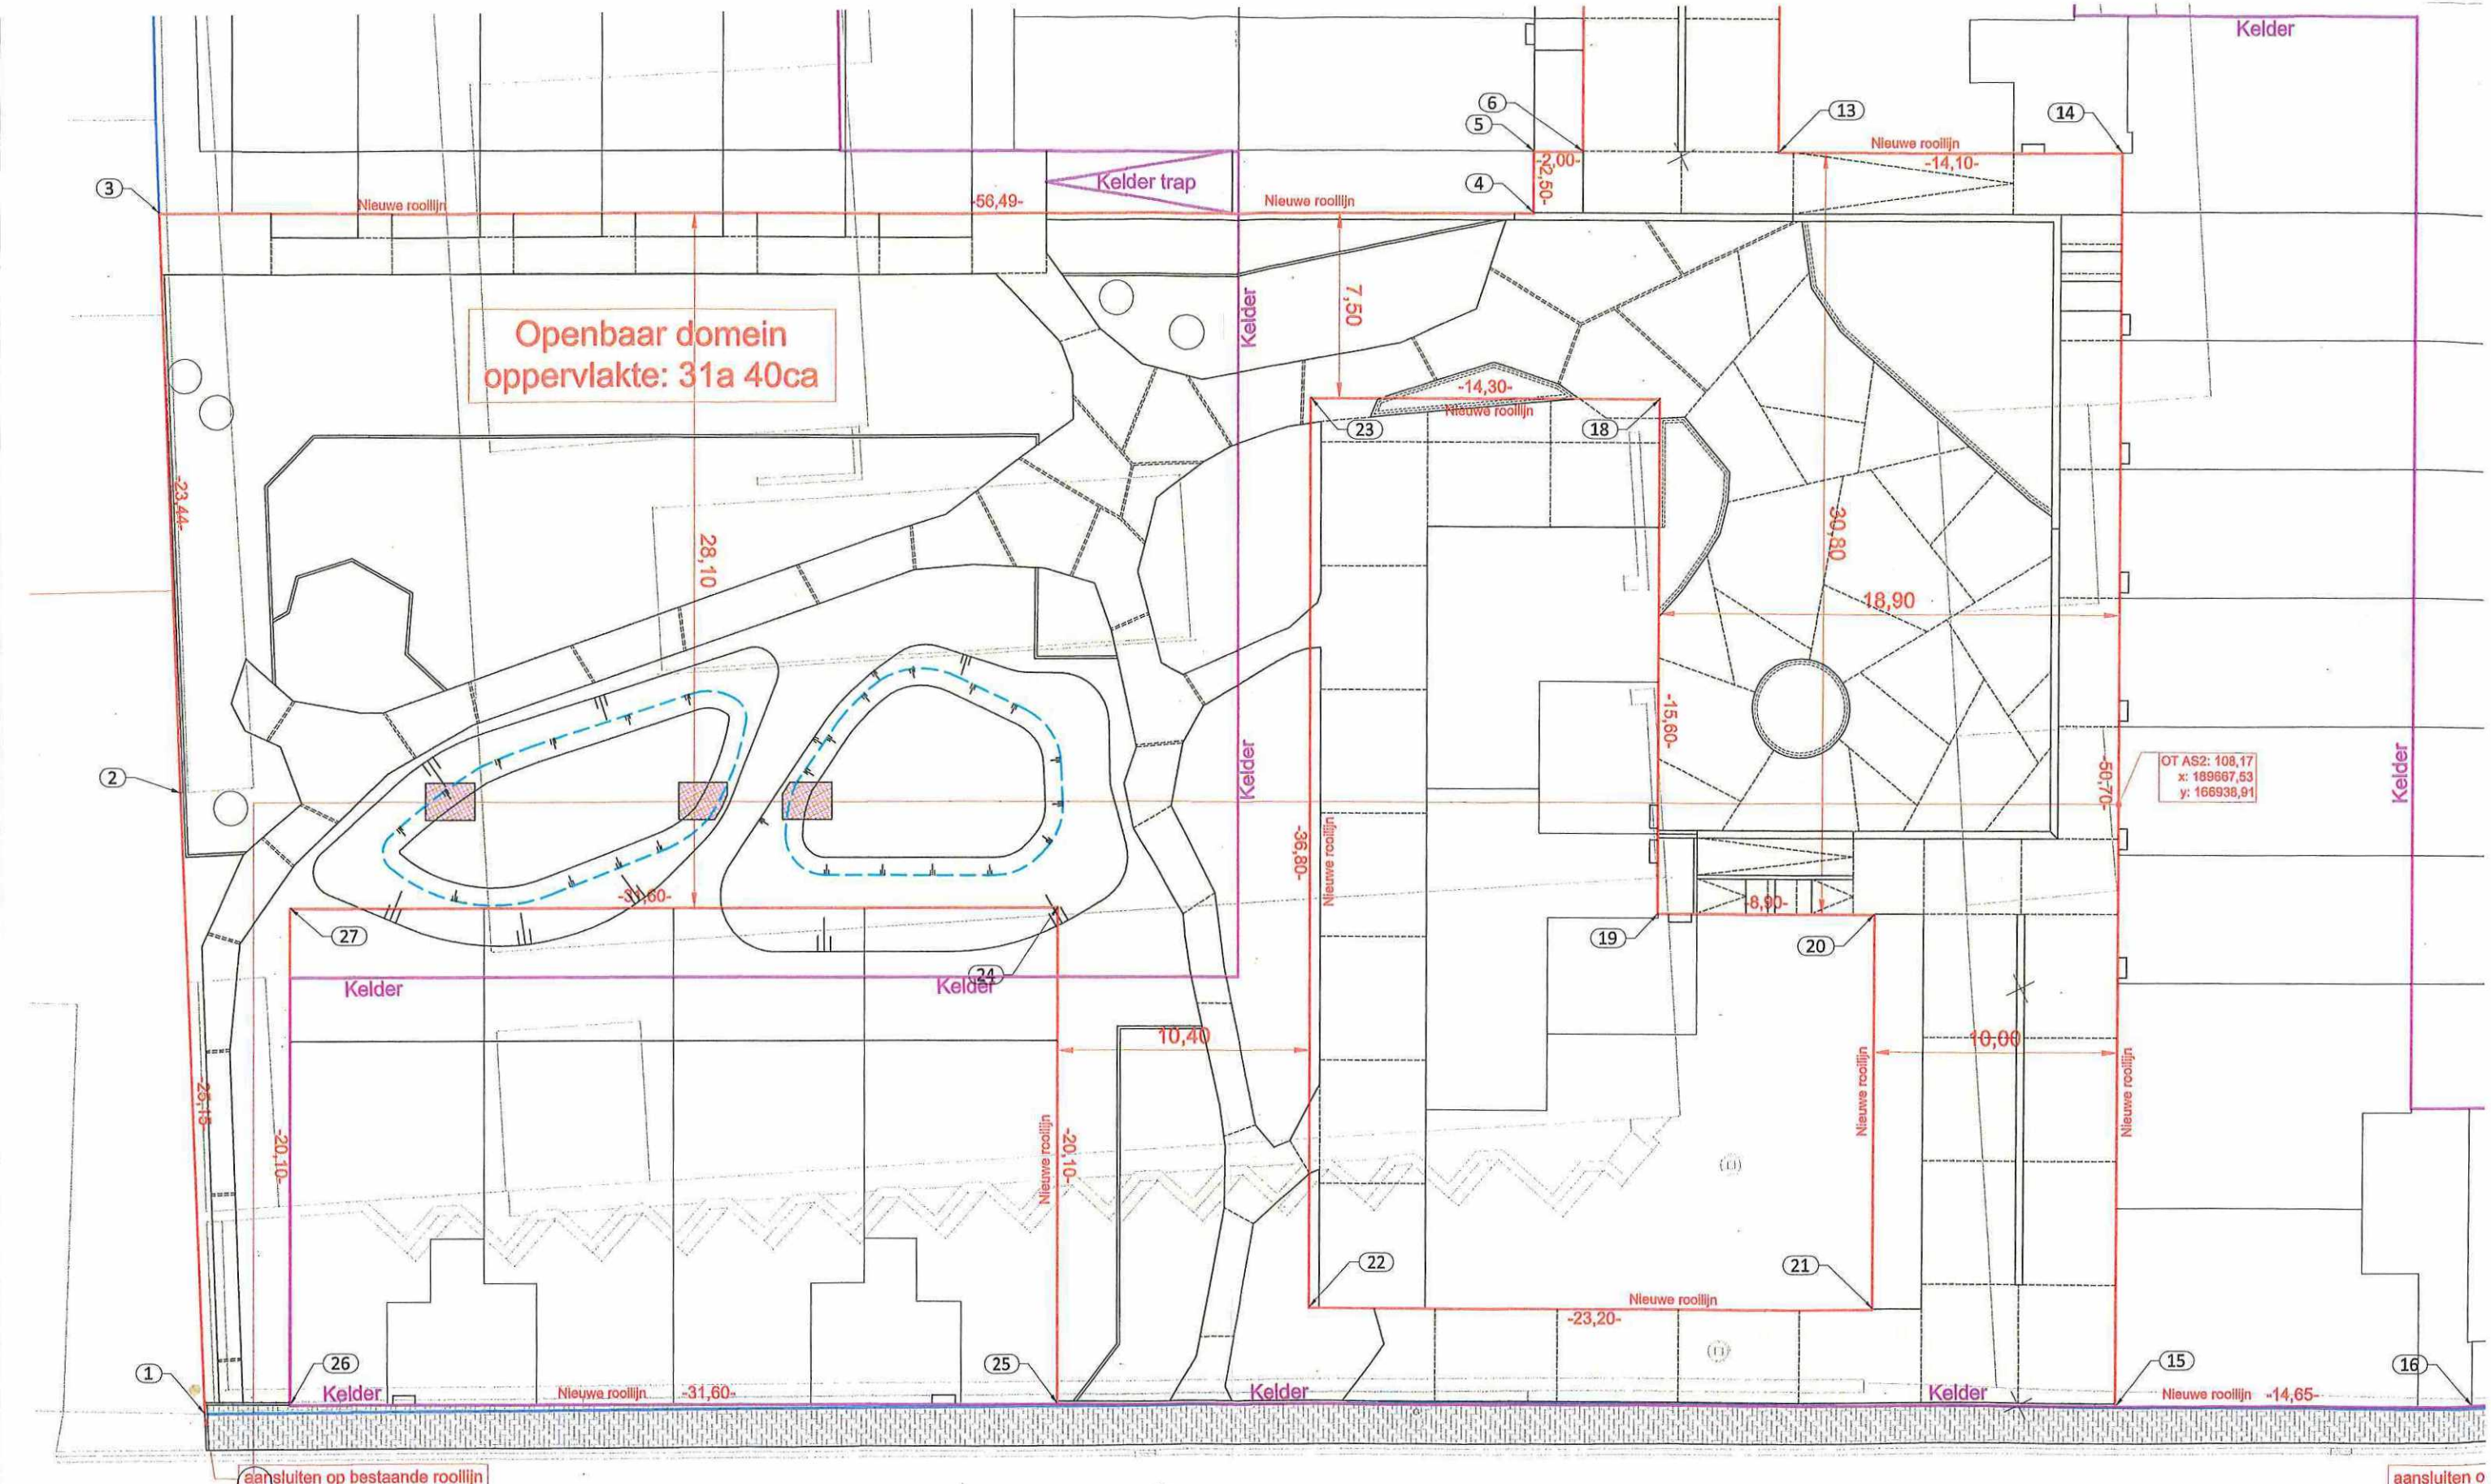 Kelder
6
5
13
14
Nieuwe rooilijn
-14,10-
-2,00-
-2,50-
4
Kelder trap
3
Nieuwe rooilijn
-56,49-
Nieuwe rooilijn
Openbaar domein
oppervlakte: 31a 40ca
Kelder
7,50
-14,30-
Nieuwe rooilijn
23
18
-23,44-
28,10
30,80
18,90
-15,60-
2
Kelder
-50,70-
OT AS2: 108,17
x: 189667,53
y: 166938,91
Kelder
-36,80-
Nieuwe rooilijn
-31,60-
-8,90-
27
19
20
24
Kelder
Kelder
10,40
10,00
-25,15-
-20,10-
Nieuwe rooilijn
-20,10-
Nieuwe rooilijn
Nieuwe rooilijn
22
21
Nieuwe rooilijn
-23,20-
1
26
25
15
16
Kelder
Nieuwe rooilijn
-31,60-
Kelder
Kelder
Nieuwe rooilijn -14,65-
aansluiten op bestaande rooilijn
aansluiten o